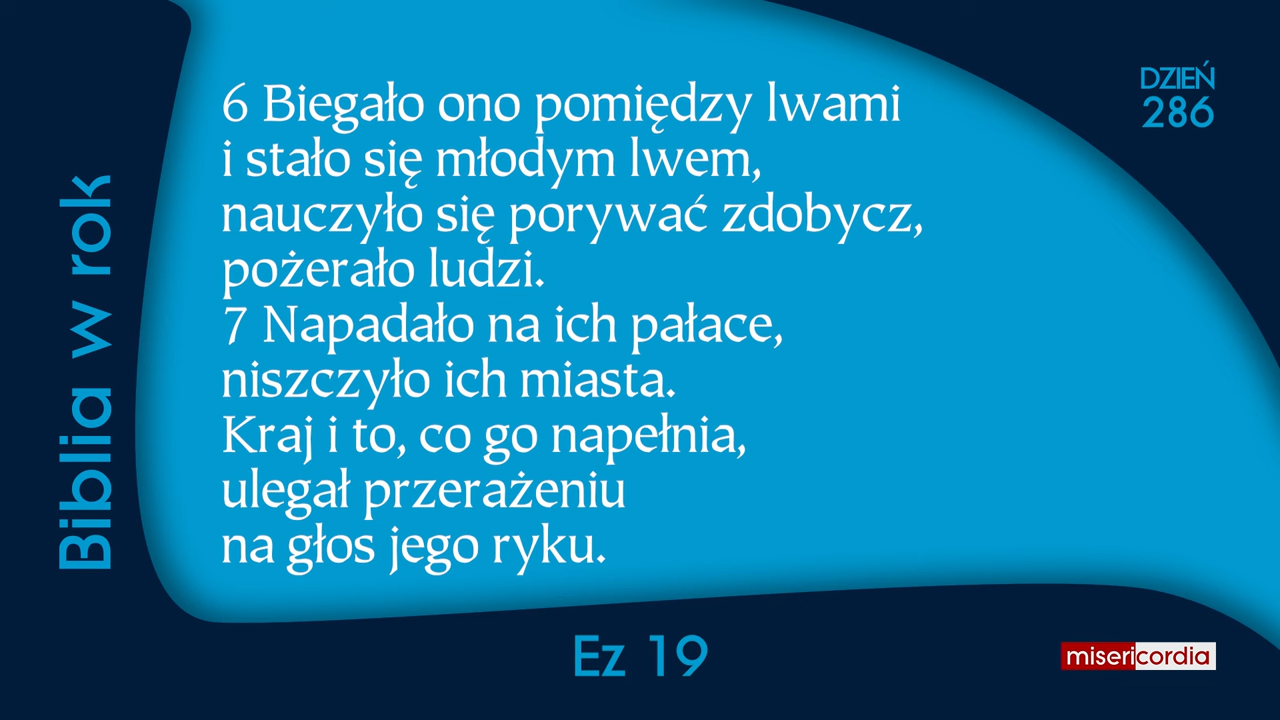 DZIEŃ
286
6 Biegało ono pomiędzy lwami
i stało się młodym lwem,
nauczyło się porywać zdobycz,
pożerało ludzi.
7 Napadało na ich pałace,
niszczyło ich miasta.
Kraj i to, co go napełnia,
ulegał przerażeniu
na głos jego ryku.
Biblia w rok
Ez 19
misericordia